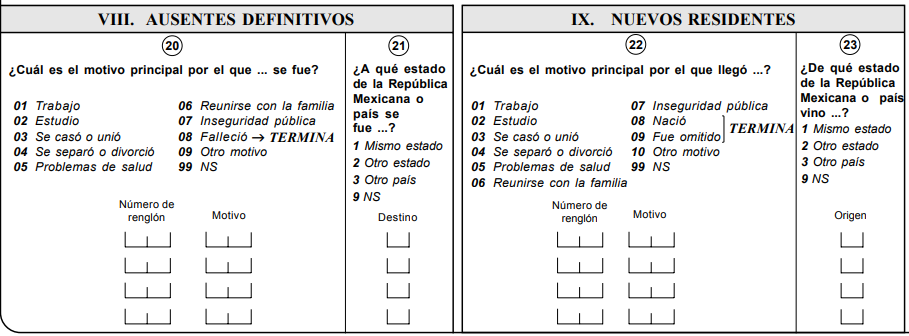 VIII. AUSENTES DEFINITIVOS
20
¿Cuál es el motivo principal por el que ... se fue?
01 Trabajo
02 Estudio
03 Se casó o unió
04 Se separó o divorció
05 Problemas de salud
06 Reunirse con la familia
07 Inseguridad pública
08 Falleció → TERMINA
09 Otro motivo
99 NS
Número de
renglón
Motivo
21
¿A qué estado
de la República
Mexicana o
país se
fue ...?
1 Mismo estado
2 Otro estado
3 Otro país
9 NS
Destino
IX. NUEVOS RESIDENTES
22
¿Cuál es el motivo principal por el que llegó ...?
01 Trabajo
02 Estudio
03 Se casó o unió
04 Se separó o divorció
05 Problemas de salud
06 Reunirse con la familia
07 Inseguridad pública
08 Nació
09 Fue omitido
TERMINA
10 Otro motivo
99 NS
Número de
renglón
Motivo
23
¿De qué estado
de la República
Mexicana o país
vino ...?
1 Mismo estado
2 Otro estado
3 Otro país
9 NS
Origen